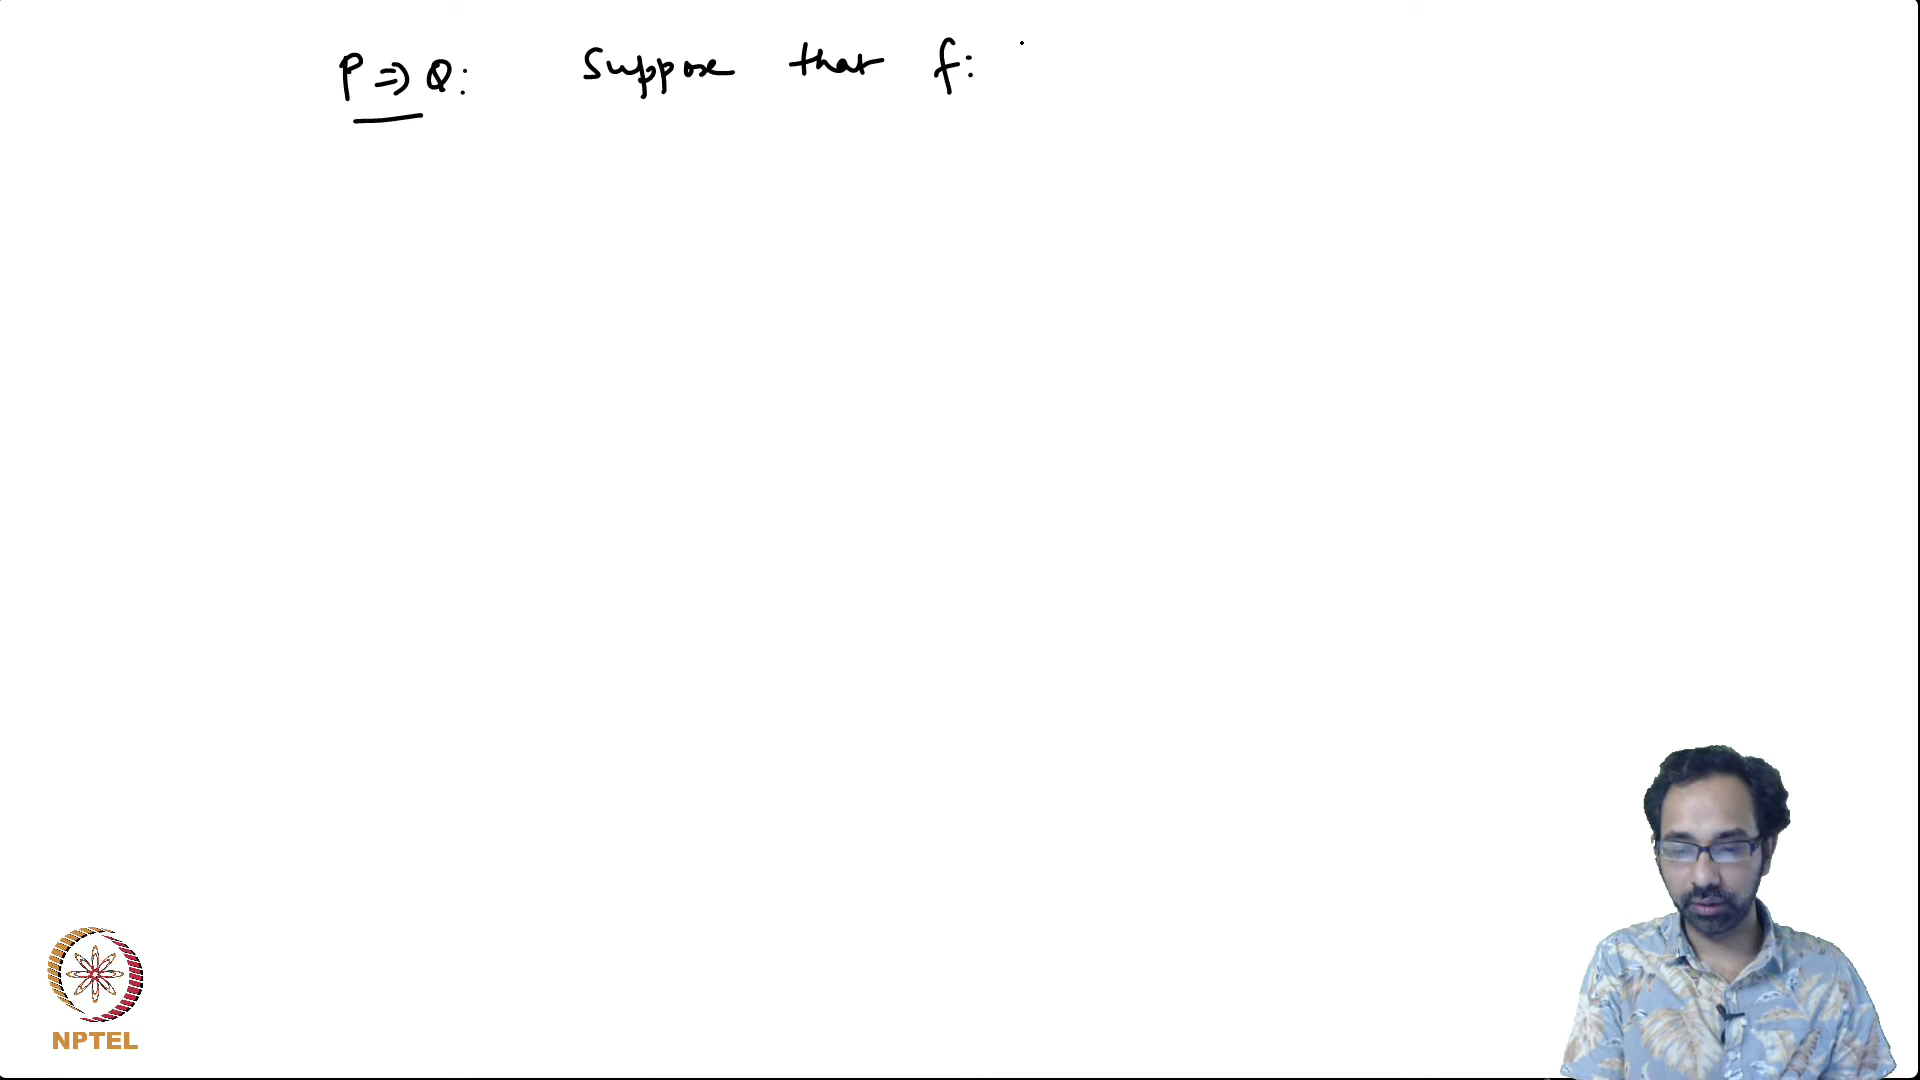 P ⇒ Q: Suppose that f:
NPTEL